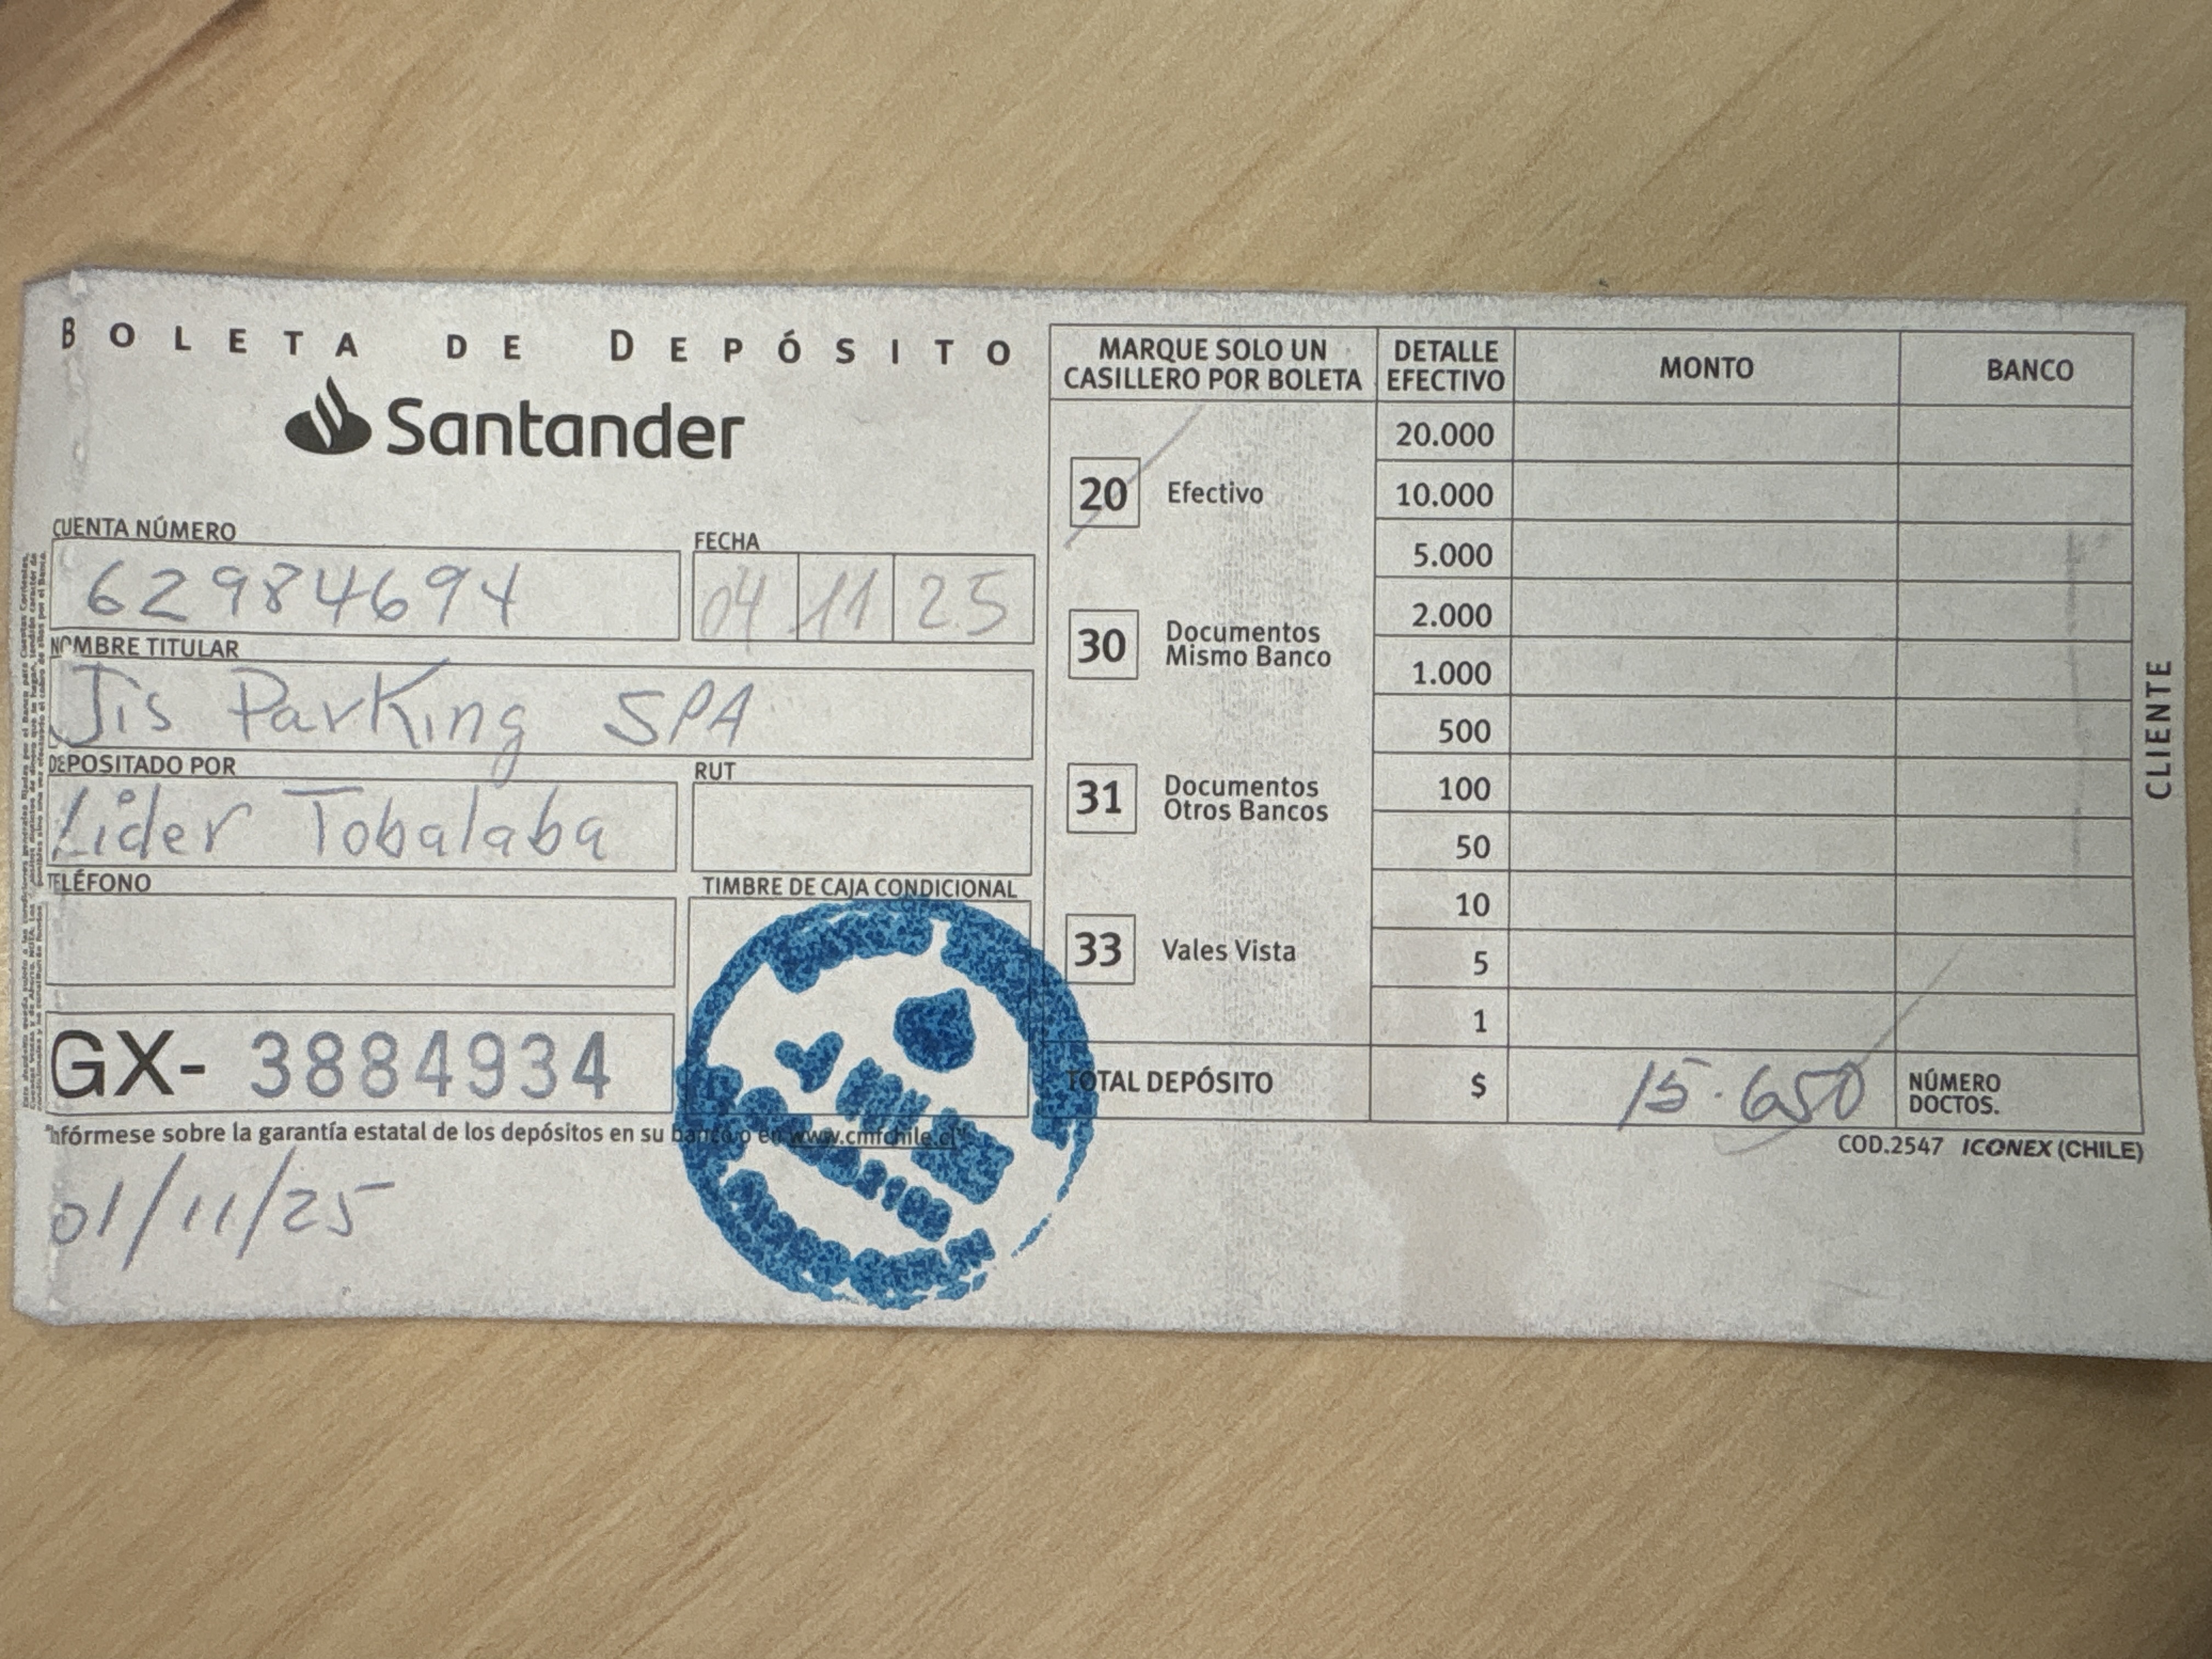 BOLETA DE DEPÓSITO
Santander
CUENTA NÚMERO
62984694
FECHA
04 11 25
NOMBRE TITULAR
Jis Parking SPA
DEPOSITADO POR
Lider Tobalaba
RUT
TELÉFONO
TIMBRE DE CAJA CONDICIONAL
GX- 3884934
Infórmese sobre la garantía estatal de los depósitos en su banco o en www.cmfchile.cl
01/11/25
MARQUE SOLO UN
CASILLERO POR BOLETA
20 Efectivo
30 Documentos
Mismo Banco
31 Documentos
Otros Bancos
33 Vales Vista
DETALLE
EFECTIVO
MONTO
BANCO
20.000
10.000
5.000
2.000
1.000
500
100
50
10
5
1
TOTAL DEPÓSITO $ 15.650
NÚMERO
DOCTOS.
COD.2547 ICONEX (CHILE)
CLIENTE